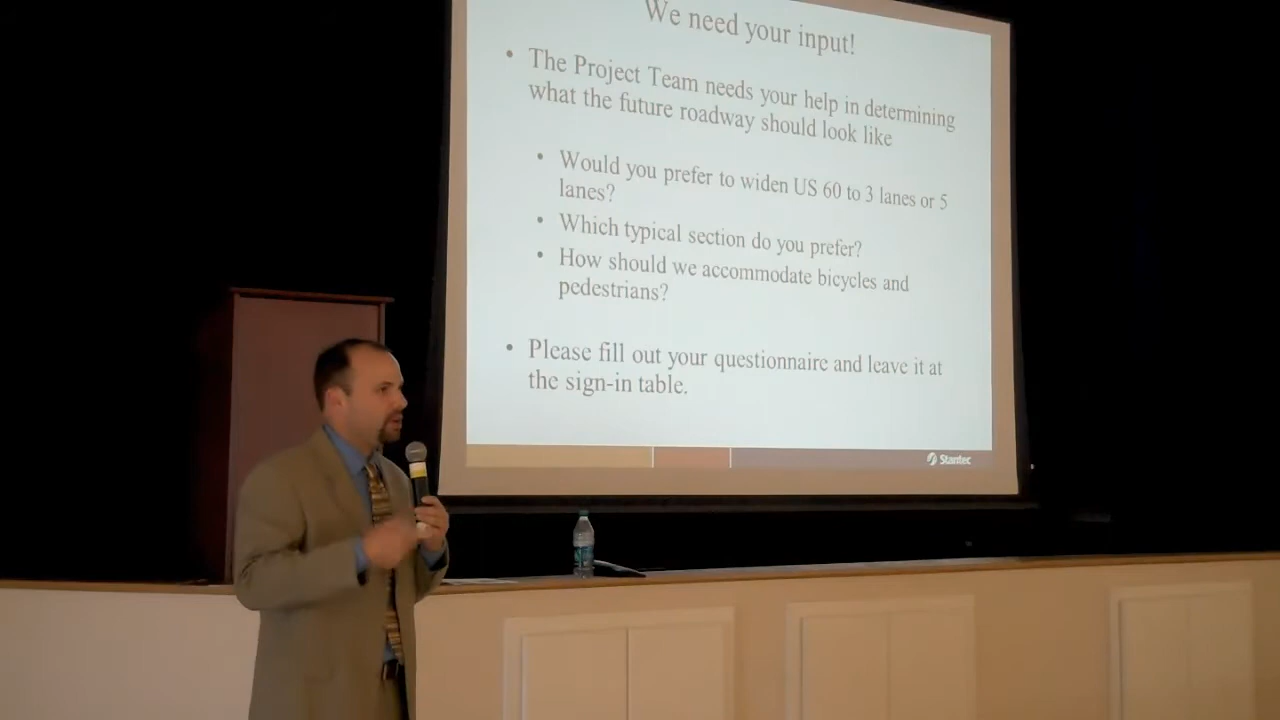 We need your input!
• The Project Team needs your help in determining
what the future roadway should look like
• Would you prefer to widen US 60 to 3 lanes or 5
lanes?
• Which typical section do you prefer?
• How should we accommodate bicycles and
pedestrians?
• Please fill out your questionnaire and leave it at
the sign-in table.
Stantec